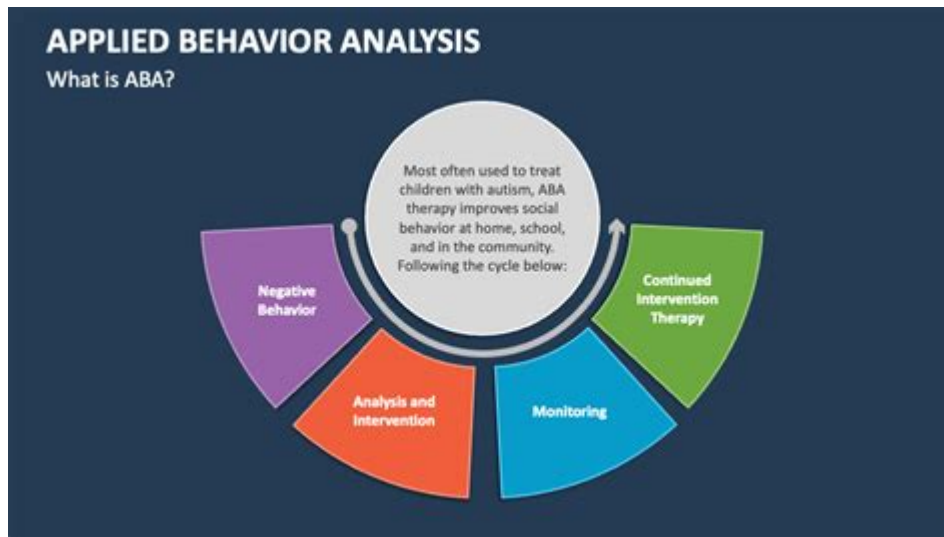 APPLIED BEHAVIOR ANALYSIS
What is ABA?
Most often used to treat
children with autism, ABA
therapy improves social
behavior at home, school,
and in the community.
Following the cycle below:
Negative
Behavior
Analysis and
Intervention
Monitoring
Continued
Intervention
Therapy